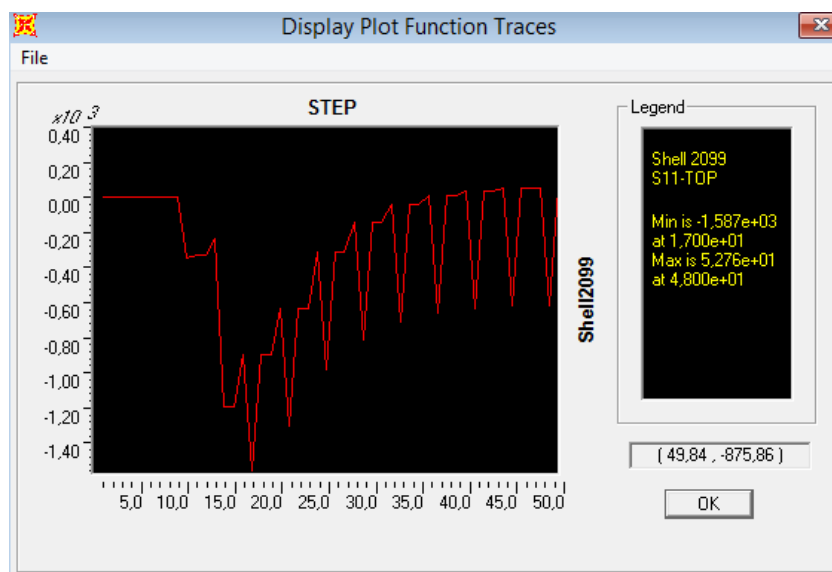 Display Plot Function Traces
File
x10 3
STEP
0,40
0,20
0,00
-0,20
-0,40
-0,60
-0,80
-1,00
-1,20
-1,40
5,0 10,0 15,0 20,0 25,0 30,0 35,0 40,0 45,0 50,0
Shell2099
Legend
Shell 2099
S11-TOP
Min is -1,587e+03
at 1,700e+01
Max is 5,276e+01
at 4,800e+01
( 49,84 , -875,86 )
OK